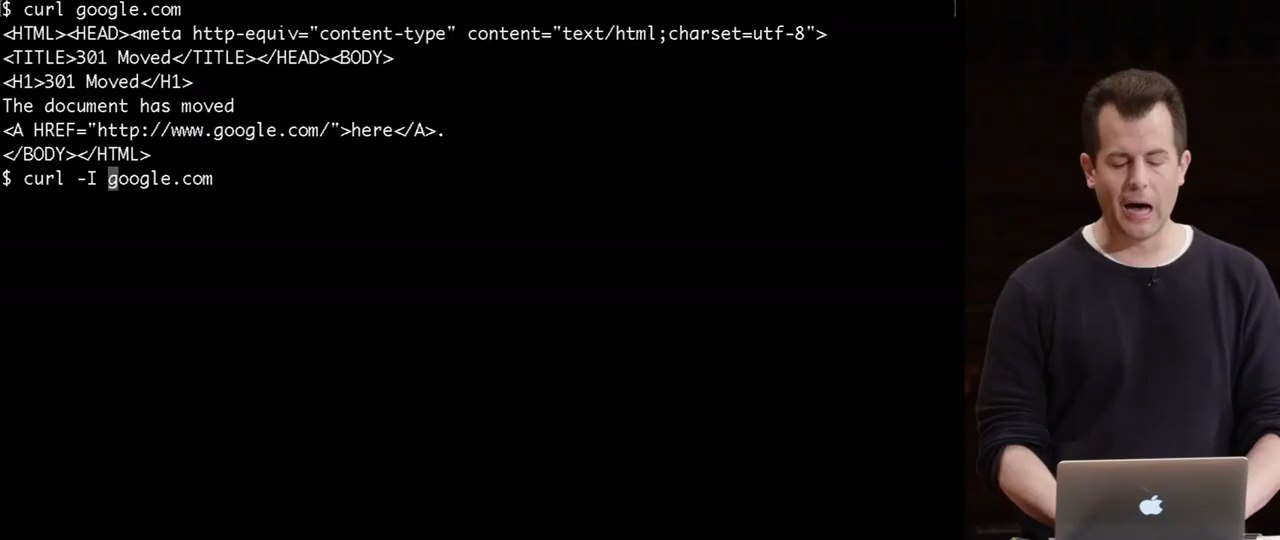 $ curl google.com
<HTML><HEAD><meta http-equiv="content-type" content="text/html;charset=utf-8">
<TITLE>301 Moved</TITLE></HEAD><BODY>
<H1>301 Moved</H1>
The document has moved
<A HREF="http://www.google.com/">here</A>.
</BODY></HTML>
$ curl -I google.com